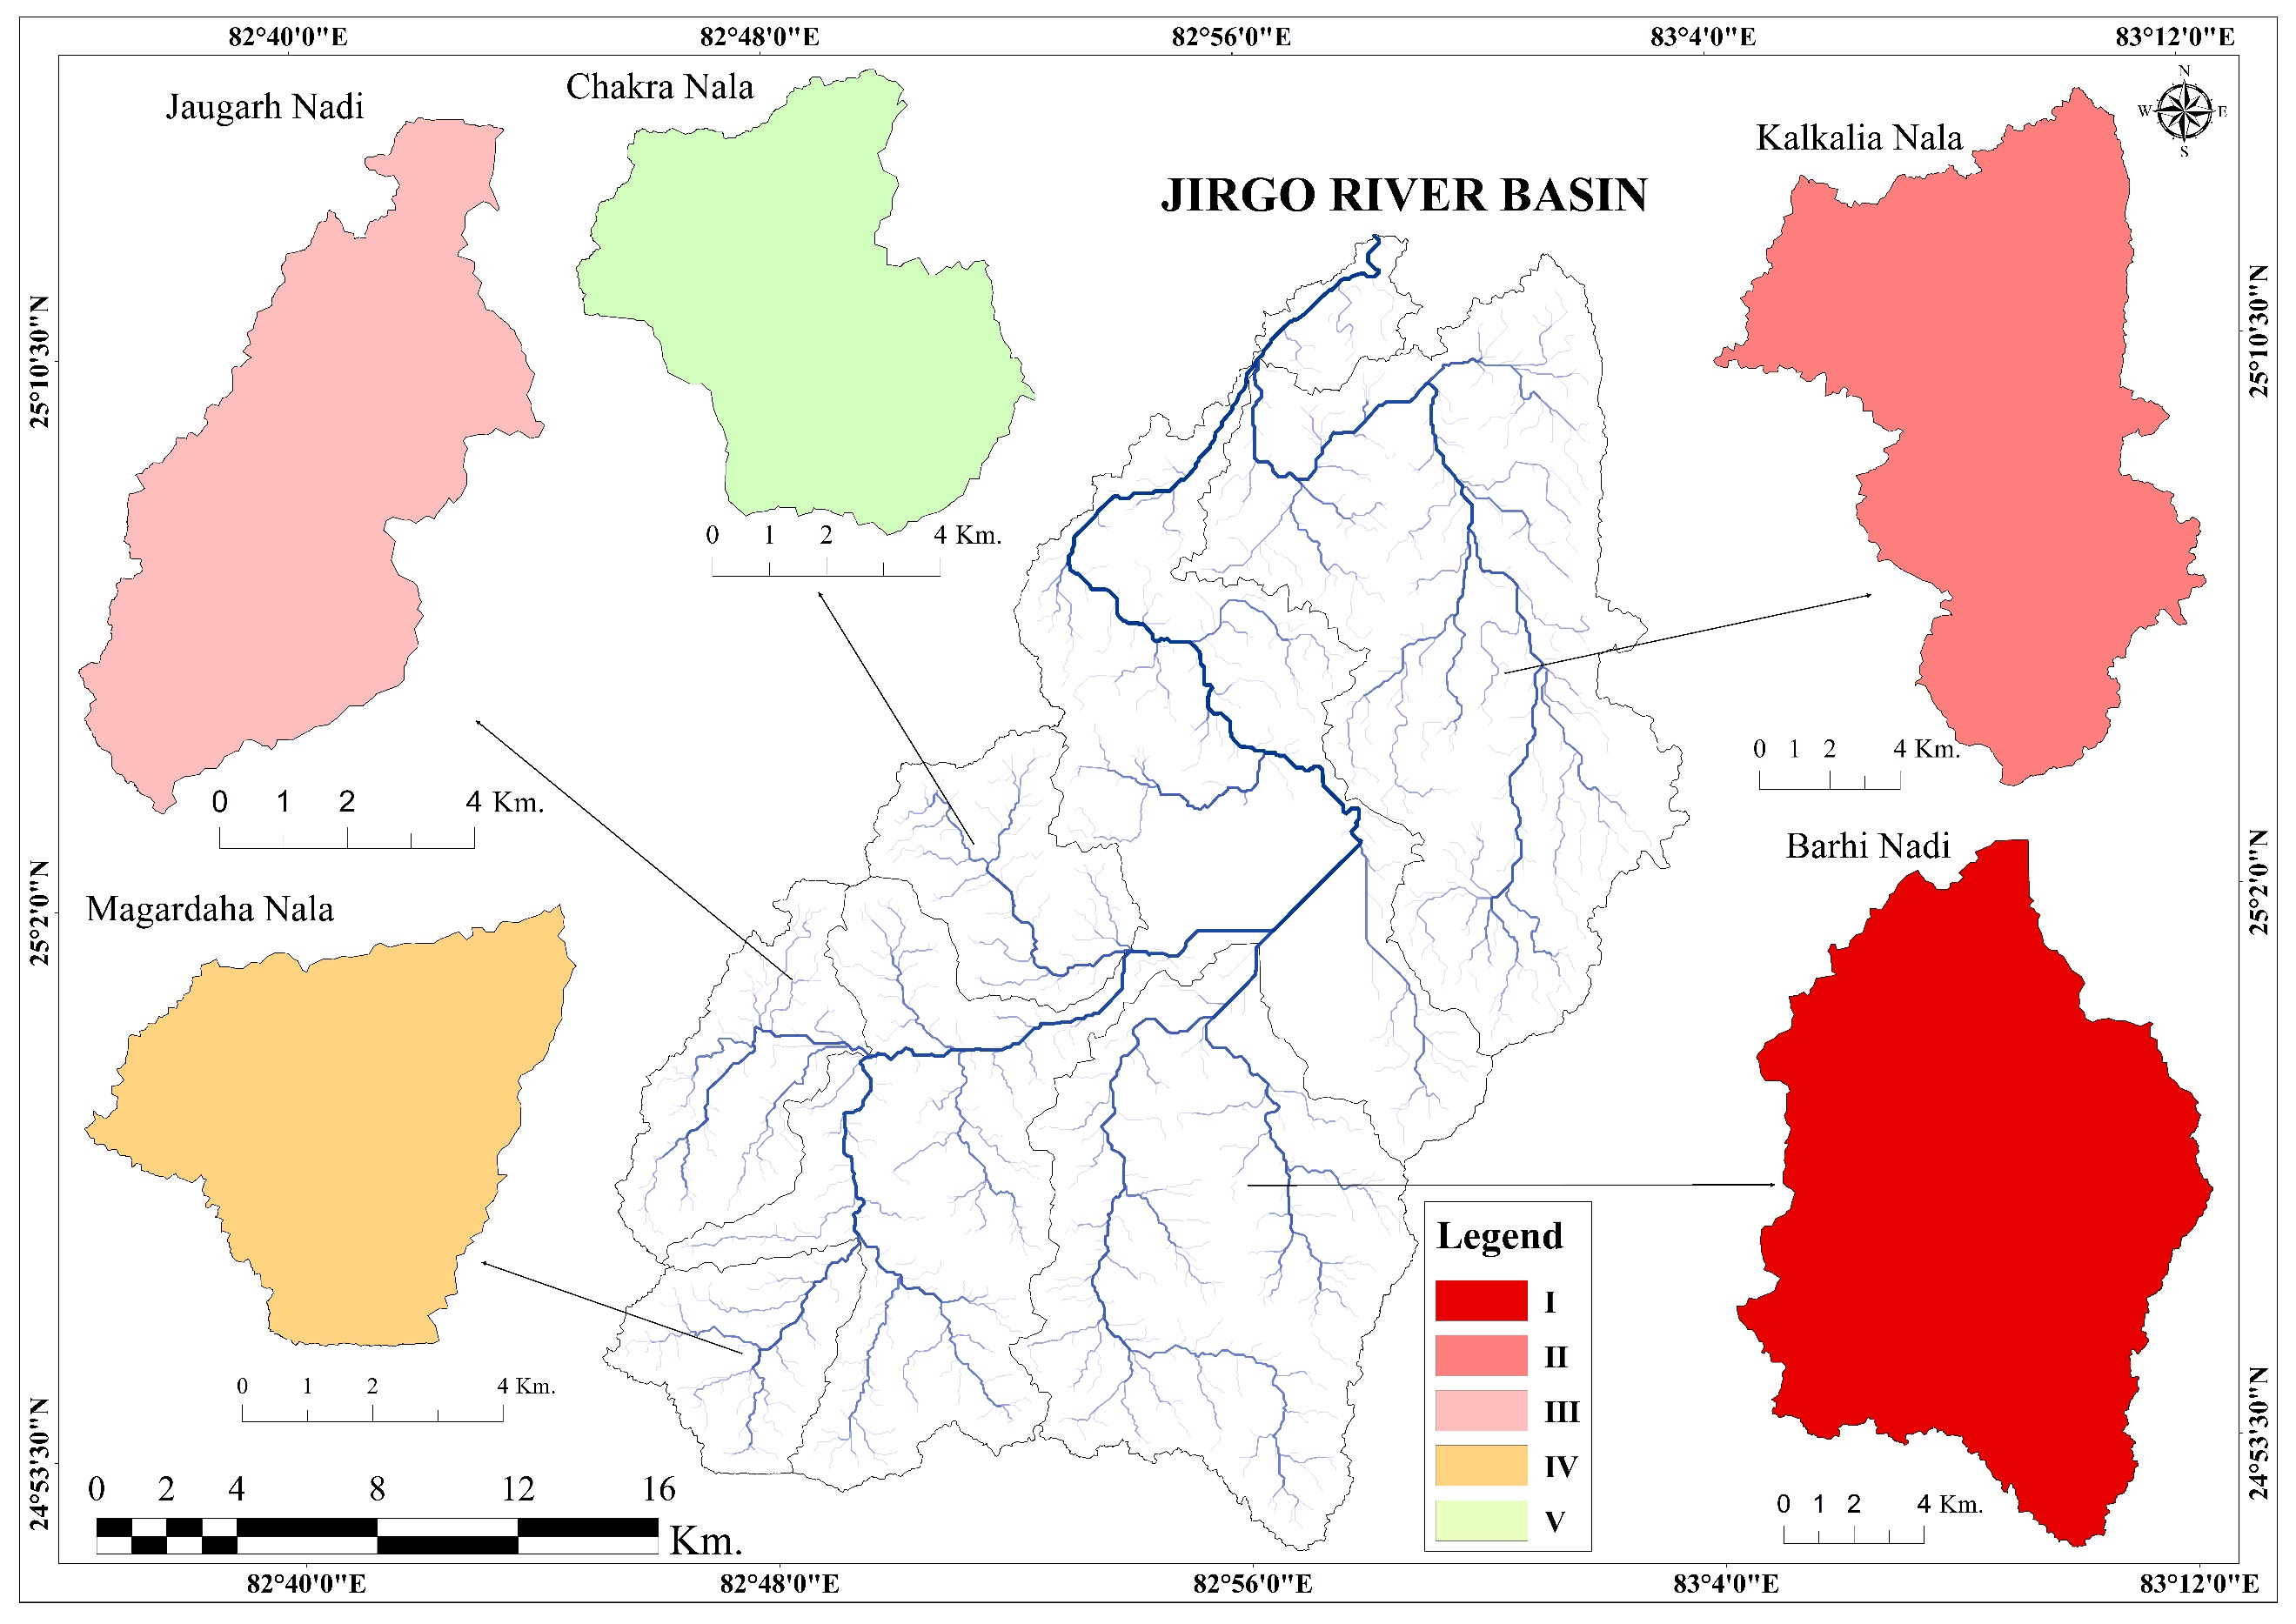 82°40'0"E 82°48'0"E 82°56'0"E 83°4'0"E 83°12'0"E
Jaugarh Nadi
Chakra Nala
JIRGO RIVER BASIN
Kalkalia Nala
N
W E
S
25°10'30"N
25°10'30"N
0 1 2 4 Km.
0 1 2 4 Km.
0 1 2 4 Km.
Magardaha Nala
Barhi Nadi
25°2'0"N
25°2'0"N
0 1 2 4 Km.
Legend
I
II
III
IV
V
0 1 2 4 Km.
24°53'30"N
24°53'30"N
0 2 4 8 12 16
Km.
82°40'0"E 82°48'0"E 82°56'0"E 83°4'0"E 83°12'0"E